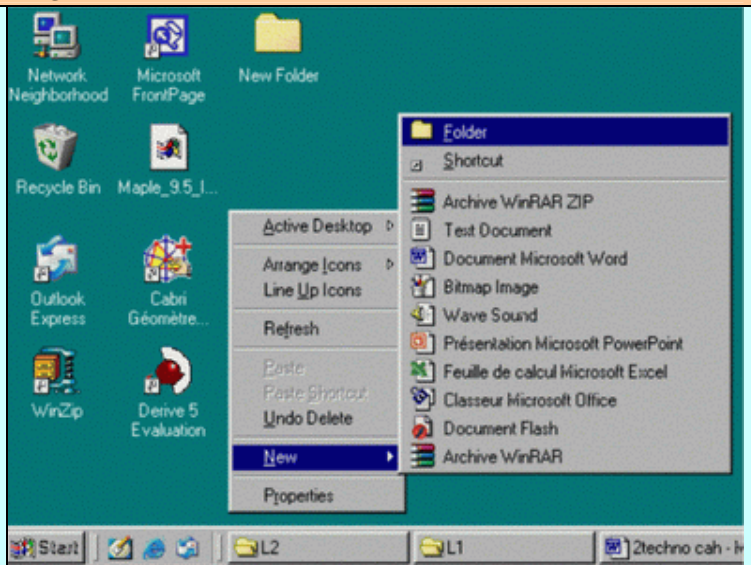 Network
Neighborhood
Microsoft
FrontPage
New Folder
Recycle Bin
Maple_9.5_I...
Outlook
Express
Cabri
Géomètre...
WinZip
Derive 5
Evaluation
Active Desktop
Arrange Icons
Line Up Icons
Refresh
Paste
Paste Shortcut
Undo Delete
New
Properties
Folder
Shortcut
Archive WinRAR ZIP
Text Document
Document Microsoft Word
Bitmap Image
Wave Sound
Présentation Microsoft PowerPoint
Feuille de calcul Microsoft Excel
Classeur Microsoft Office
Document Flash
Archive WinRAR
Start
L2
L1
2techno cah -